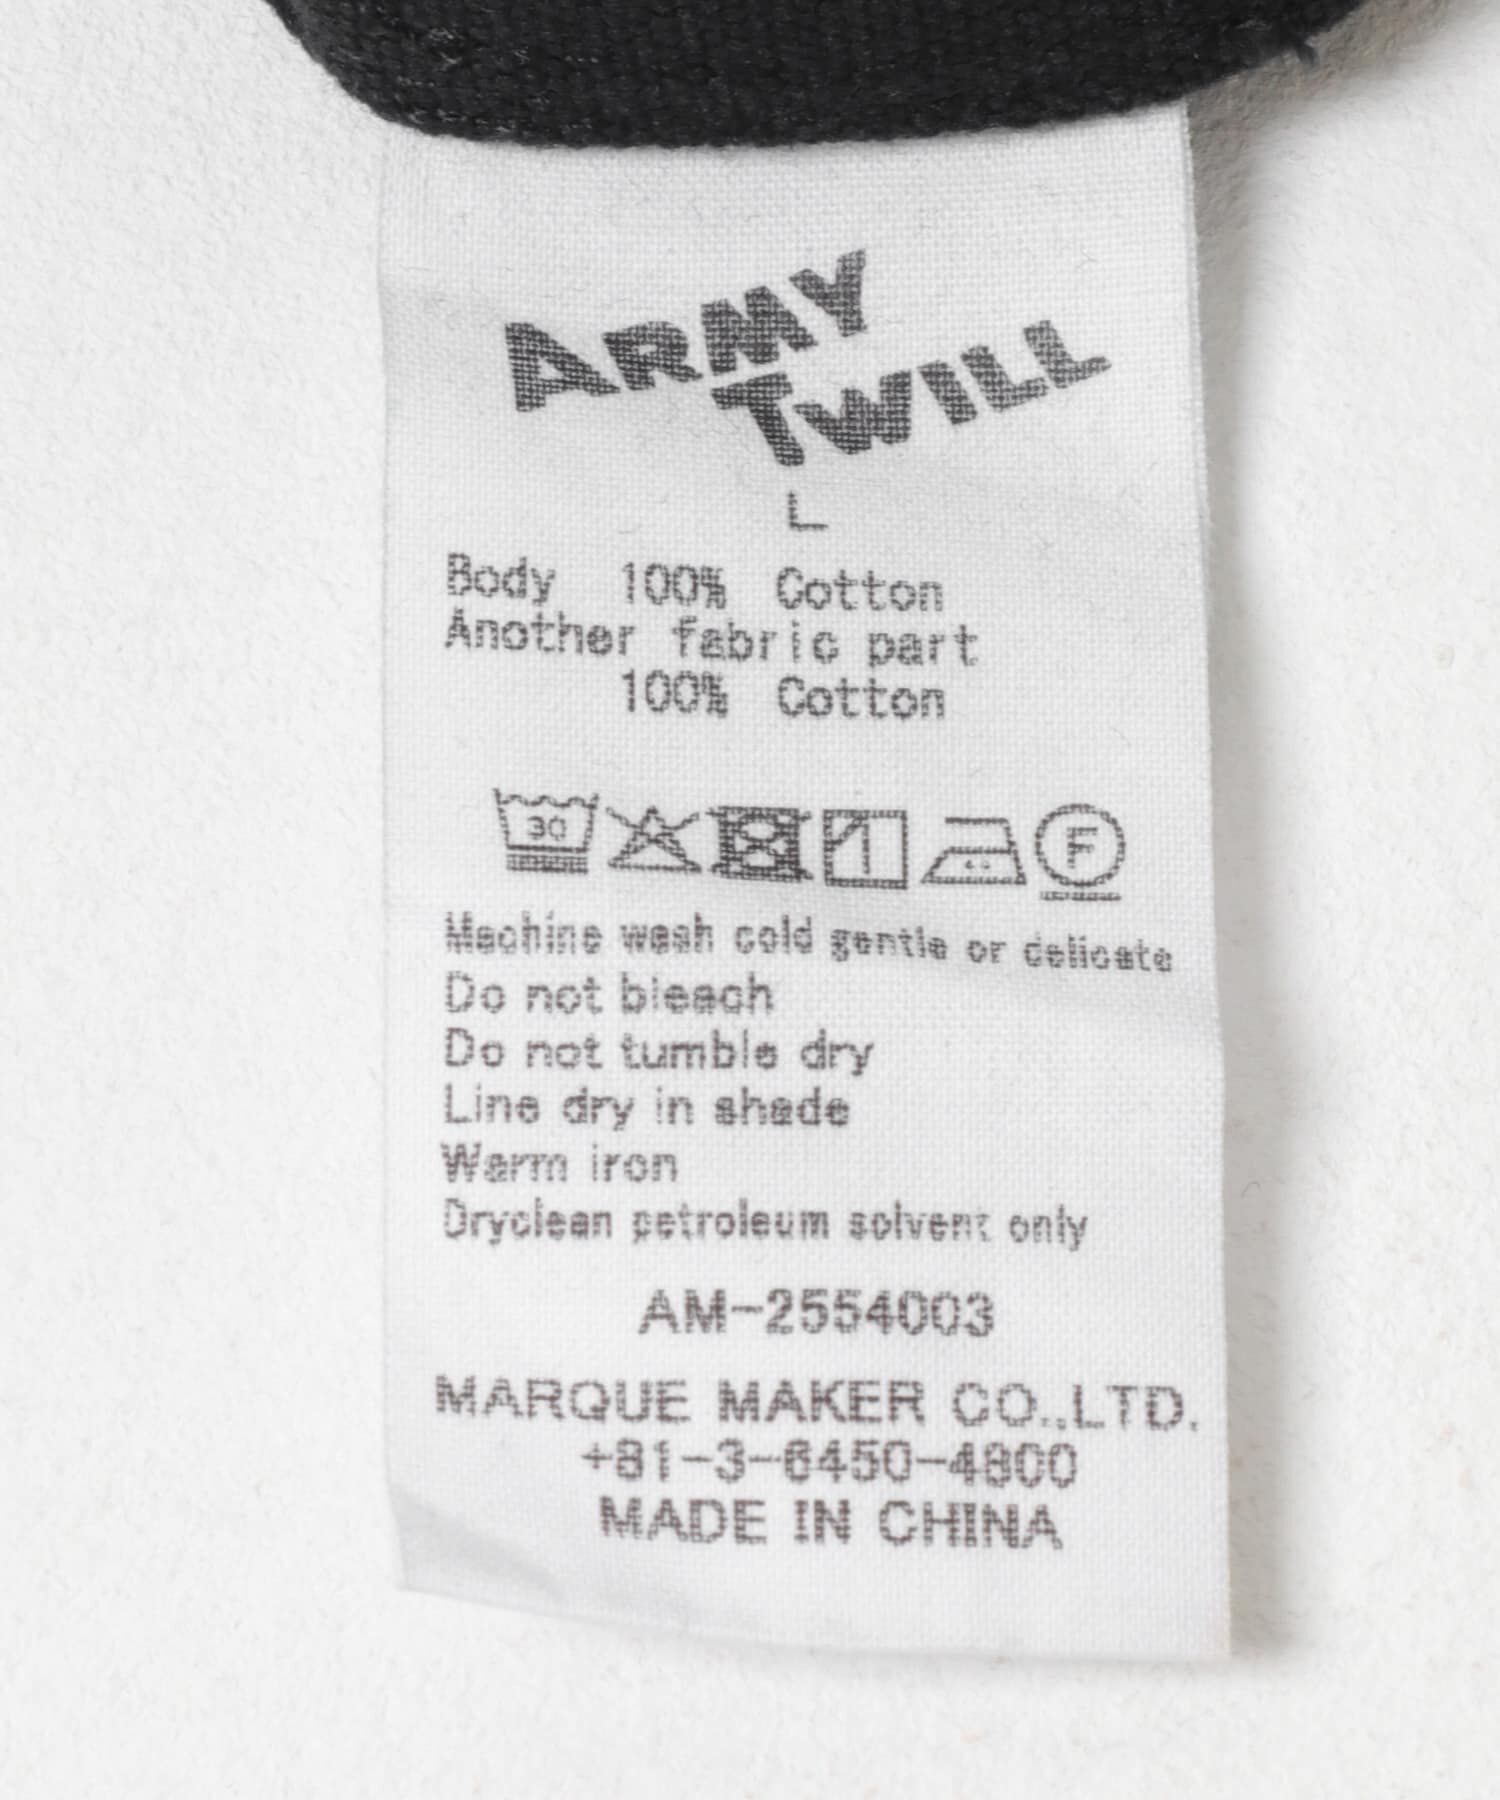 ARMY
TWILL
L
Body 100% Cotton
Another fabric part
100% Cotton
30
F
Machine wash cold gentle or delicate
Do not bleach
Do not tumble dry
Line dry in shade
Warm iron
Dryclean petroleum solvent only
AM-2554003
MARQUE MAKER CO.,LTD.
+81-3-6450-4800
MADE IN CHINA